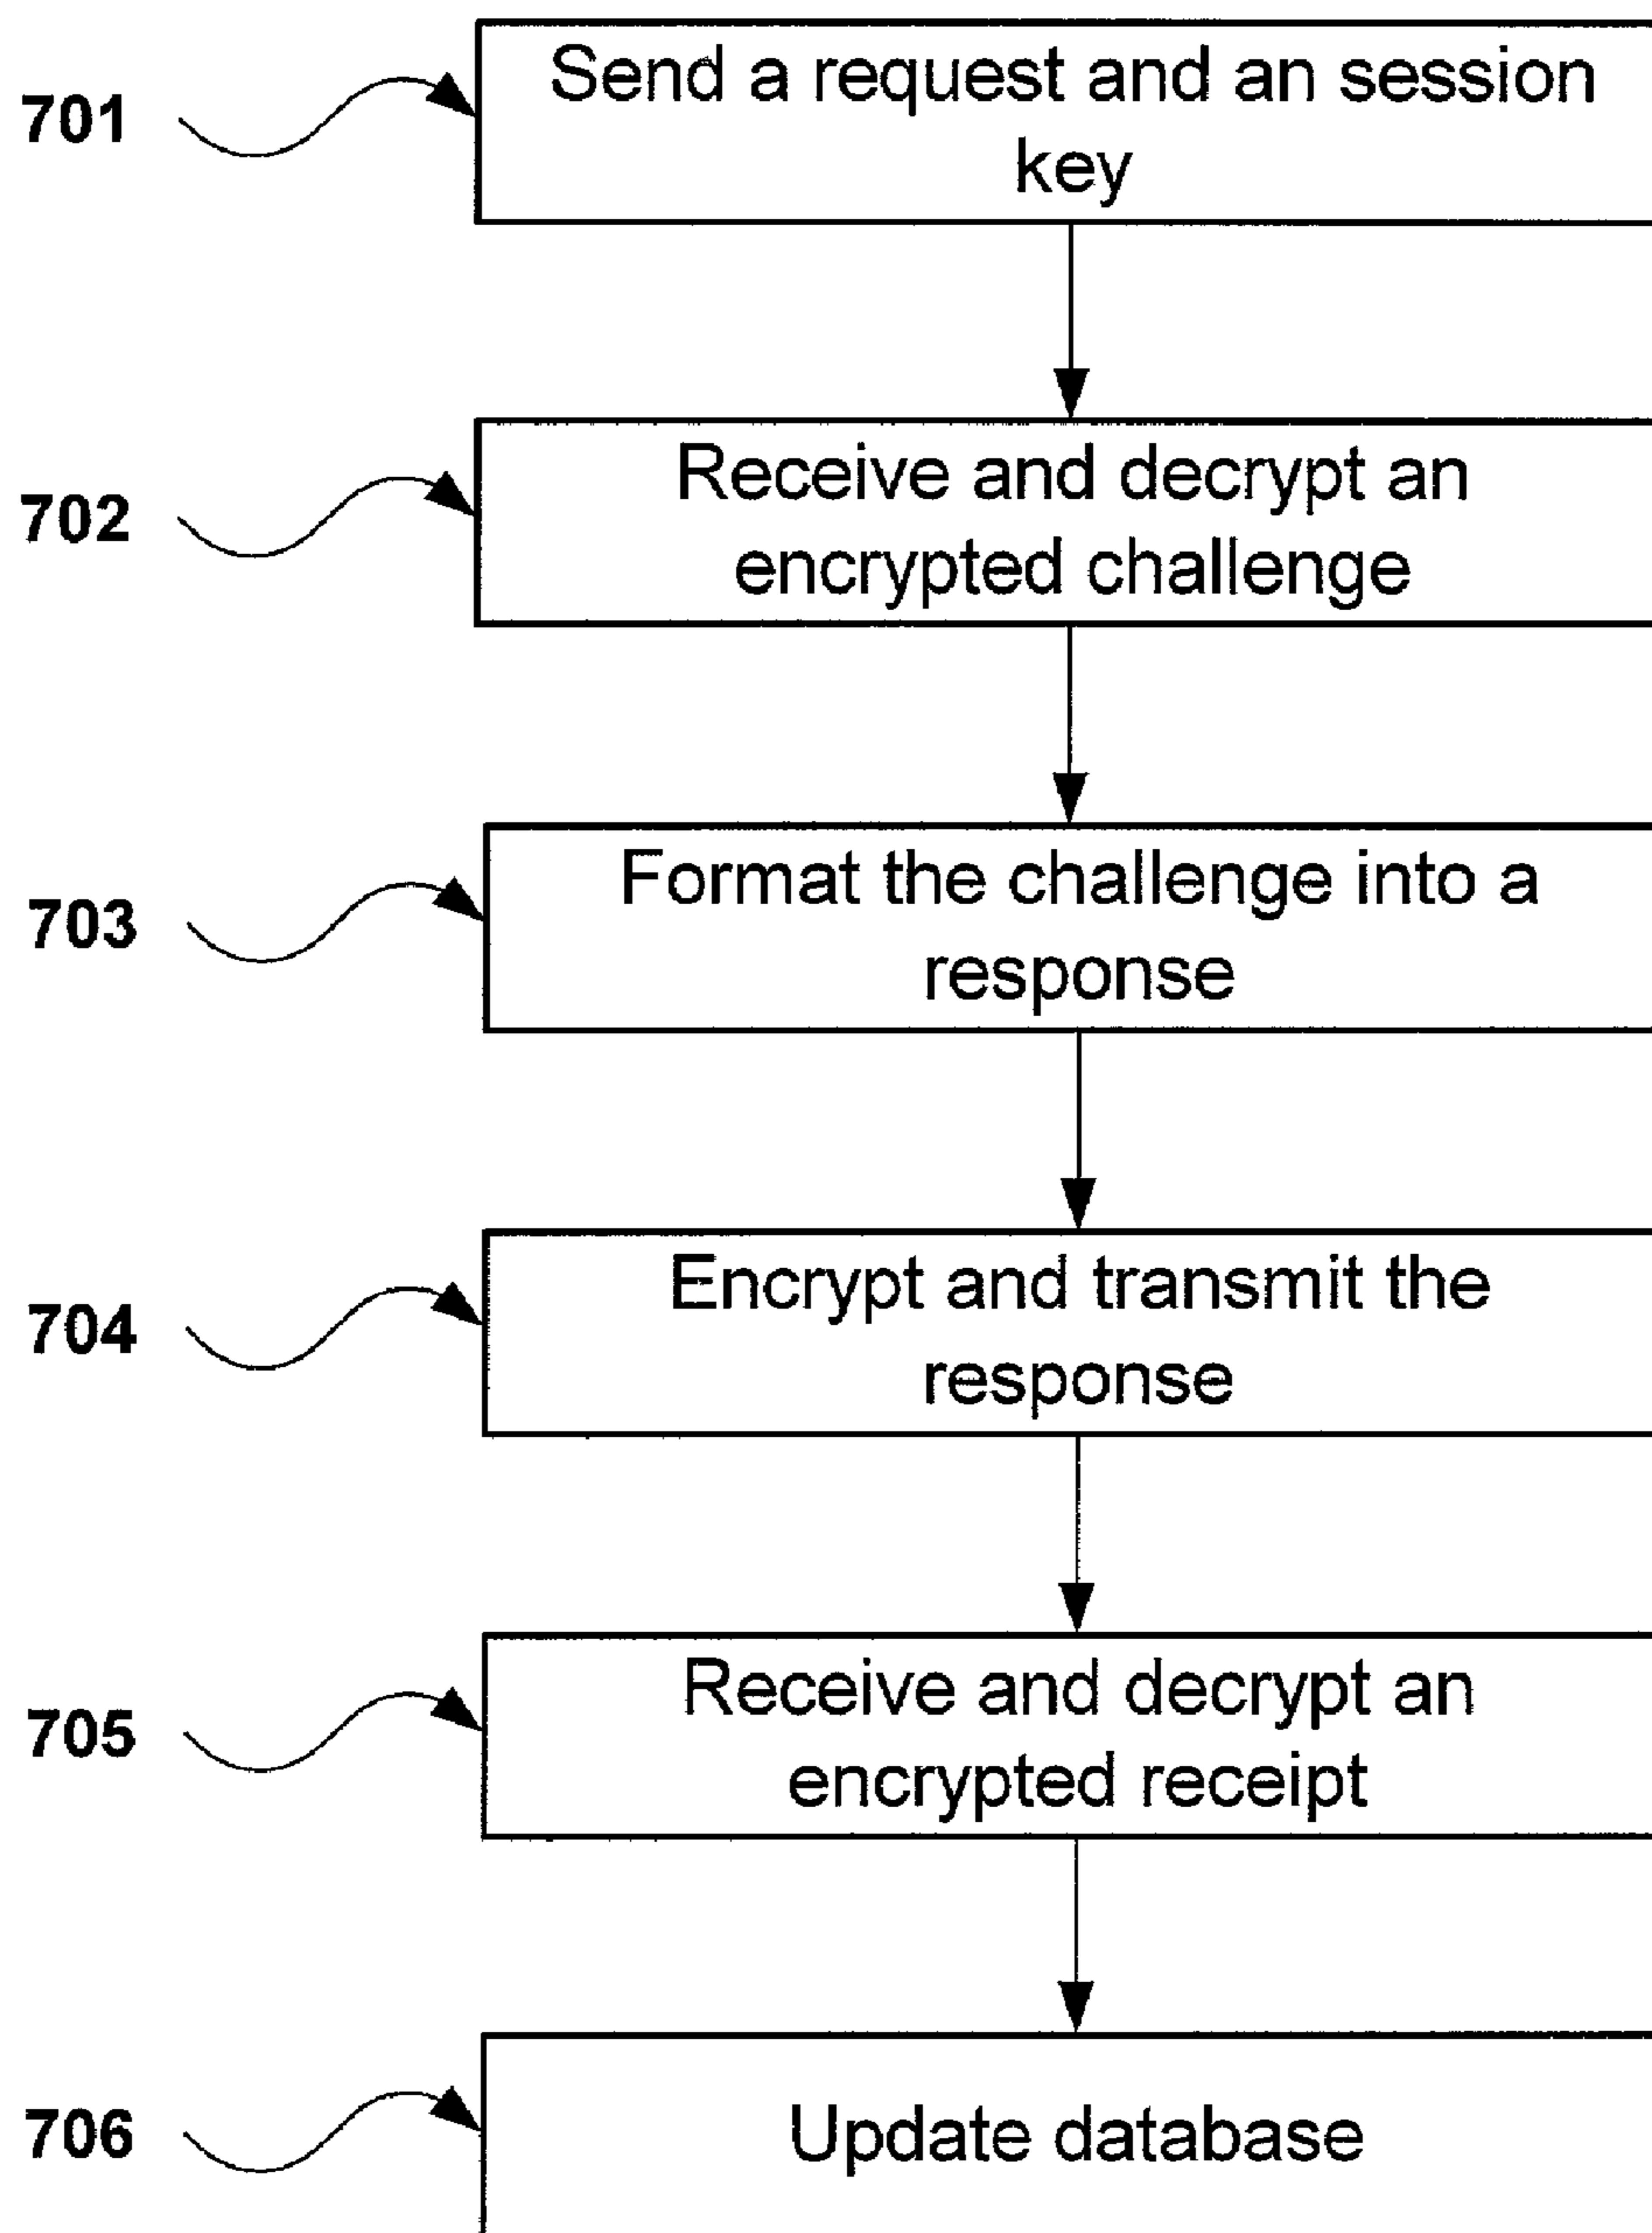 701
Send a request and an session
key
702
Receive and decrypt an
encrypted challenge
703
Format the challenge into a
response
704
Encrypt and transmit the
response
705
Receive and decrypt an
encrypted receipt
706
Update database